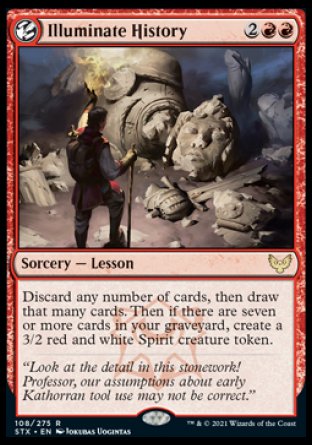 Illuminate History 2
Sorcery — Lesson
Discard any number of cards, then draw
that many cards. Then if there are seven
or more cards in your graveyard, create a
3/2 red and white Spirit creature token.
"Look at the detail in this stonework!
Professor, our assumptions about early
Kathorran tool use may not be correct."
108/275 R
STX • EN Jokubas Uogintas ™ & © 2021 Wizards of the Coast